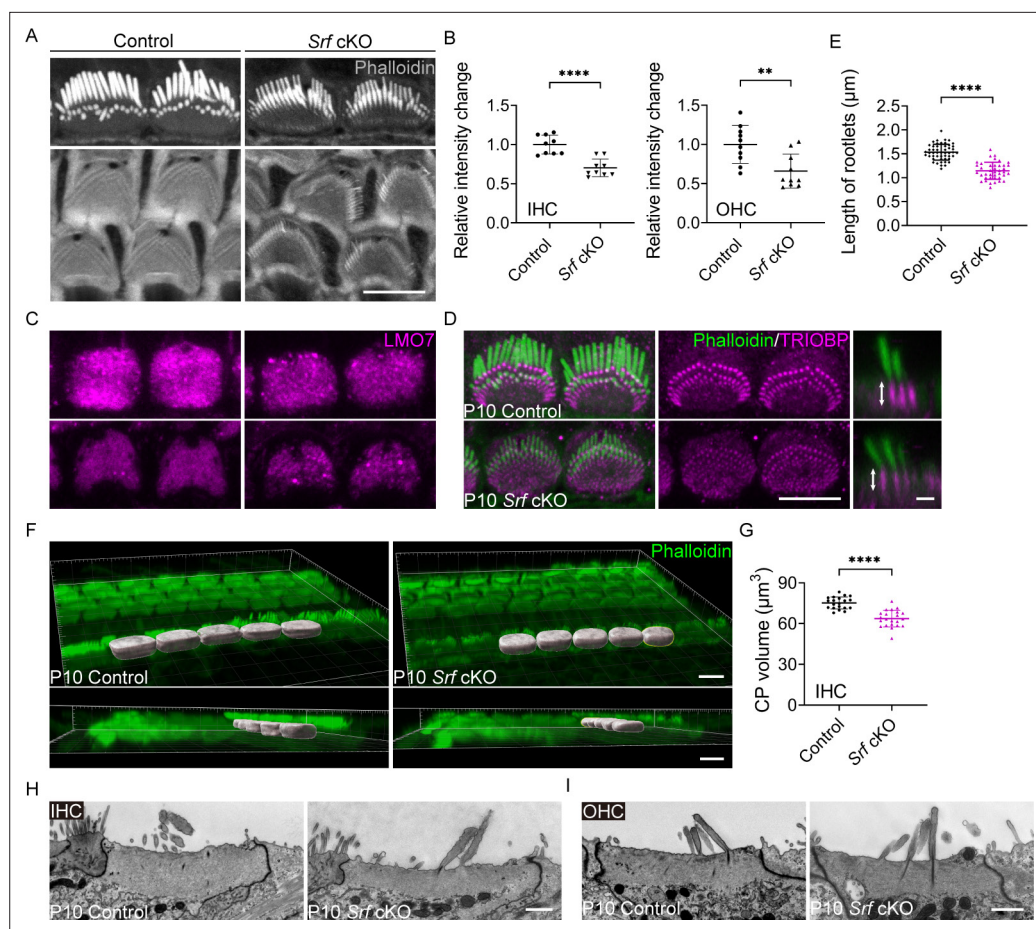 A
Control
Srf cKO
Phalloidin
B
Relative intensity change
1.5
1.0
0.5
0.0
****
IHC
Control
Srf cKO
Relative intensity change
1.5
1.0
0.5
0
**
OHC
Control
Srf cKO
E
Length of rootlets (μm)
2.5
2.0
1.5
1.0
0.5
0.0
****
Control
Srf cKO
C
LMO7
D
Phalloidin/TRIOBP
P10 Control
P10 Srf cKO
F
Phalloidin
P10 Control
P10 Srf cKO
G
CP volume (μm³)
90
60
30
0
****
IHC
Control
Srf cKO
H
IHC
P10 Control
P10 Srf cKO
I
OHC
P10 Control
P10 Srf cKO